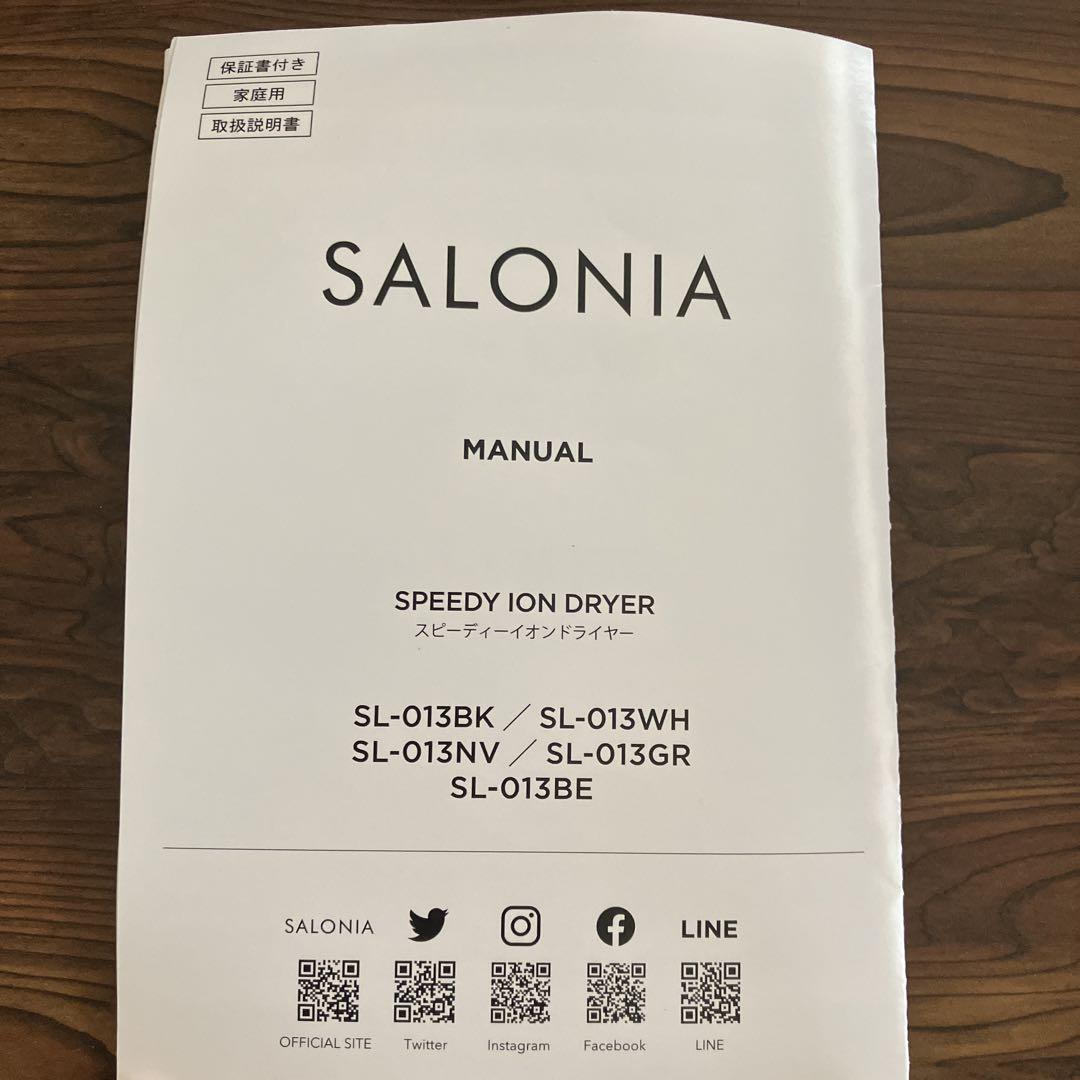 保証書付き
家庭用
取扱説明書
SALONIA
MANUAL
SPEEDY ION DRYER
スピーディーイオンドライヤー
SL-013BK ／ SL-013WH
SL-013NV ／ SL-013GR
SL-013BE
SALONIA LINE
OFFICIAL SITE Twitter Instagram Facebook LINE